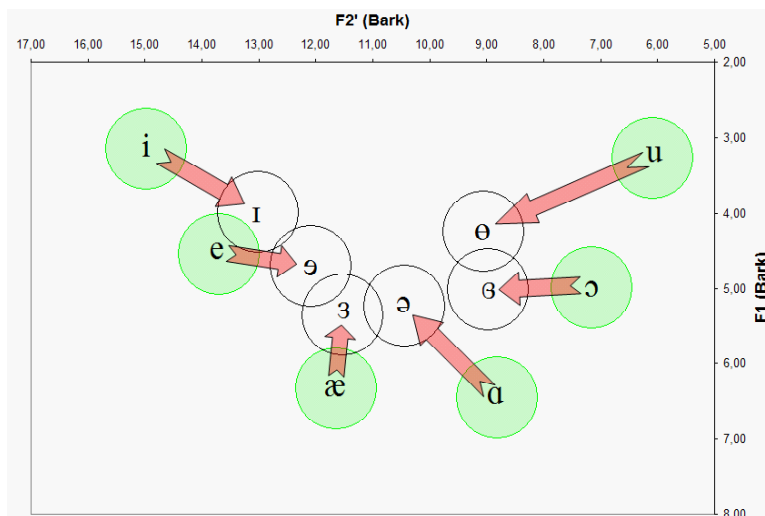 F2' (Bark)
17,00 16,00 15,00 14,00 13,00 12,00 11,00 10,00 9,00 8,00 7,00 6,00 5,00
2,00
3,00
4,00
5,00
6,00
7,00
8,00
F1 (Bark)
i
u
ɪ
ɵ
e
ɘ
ɔ
ɞ
ɜ
ə
æ
ɑ